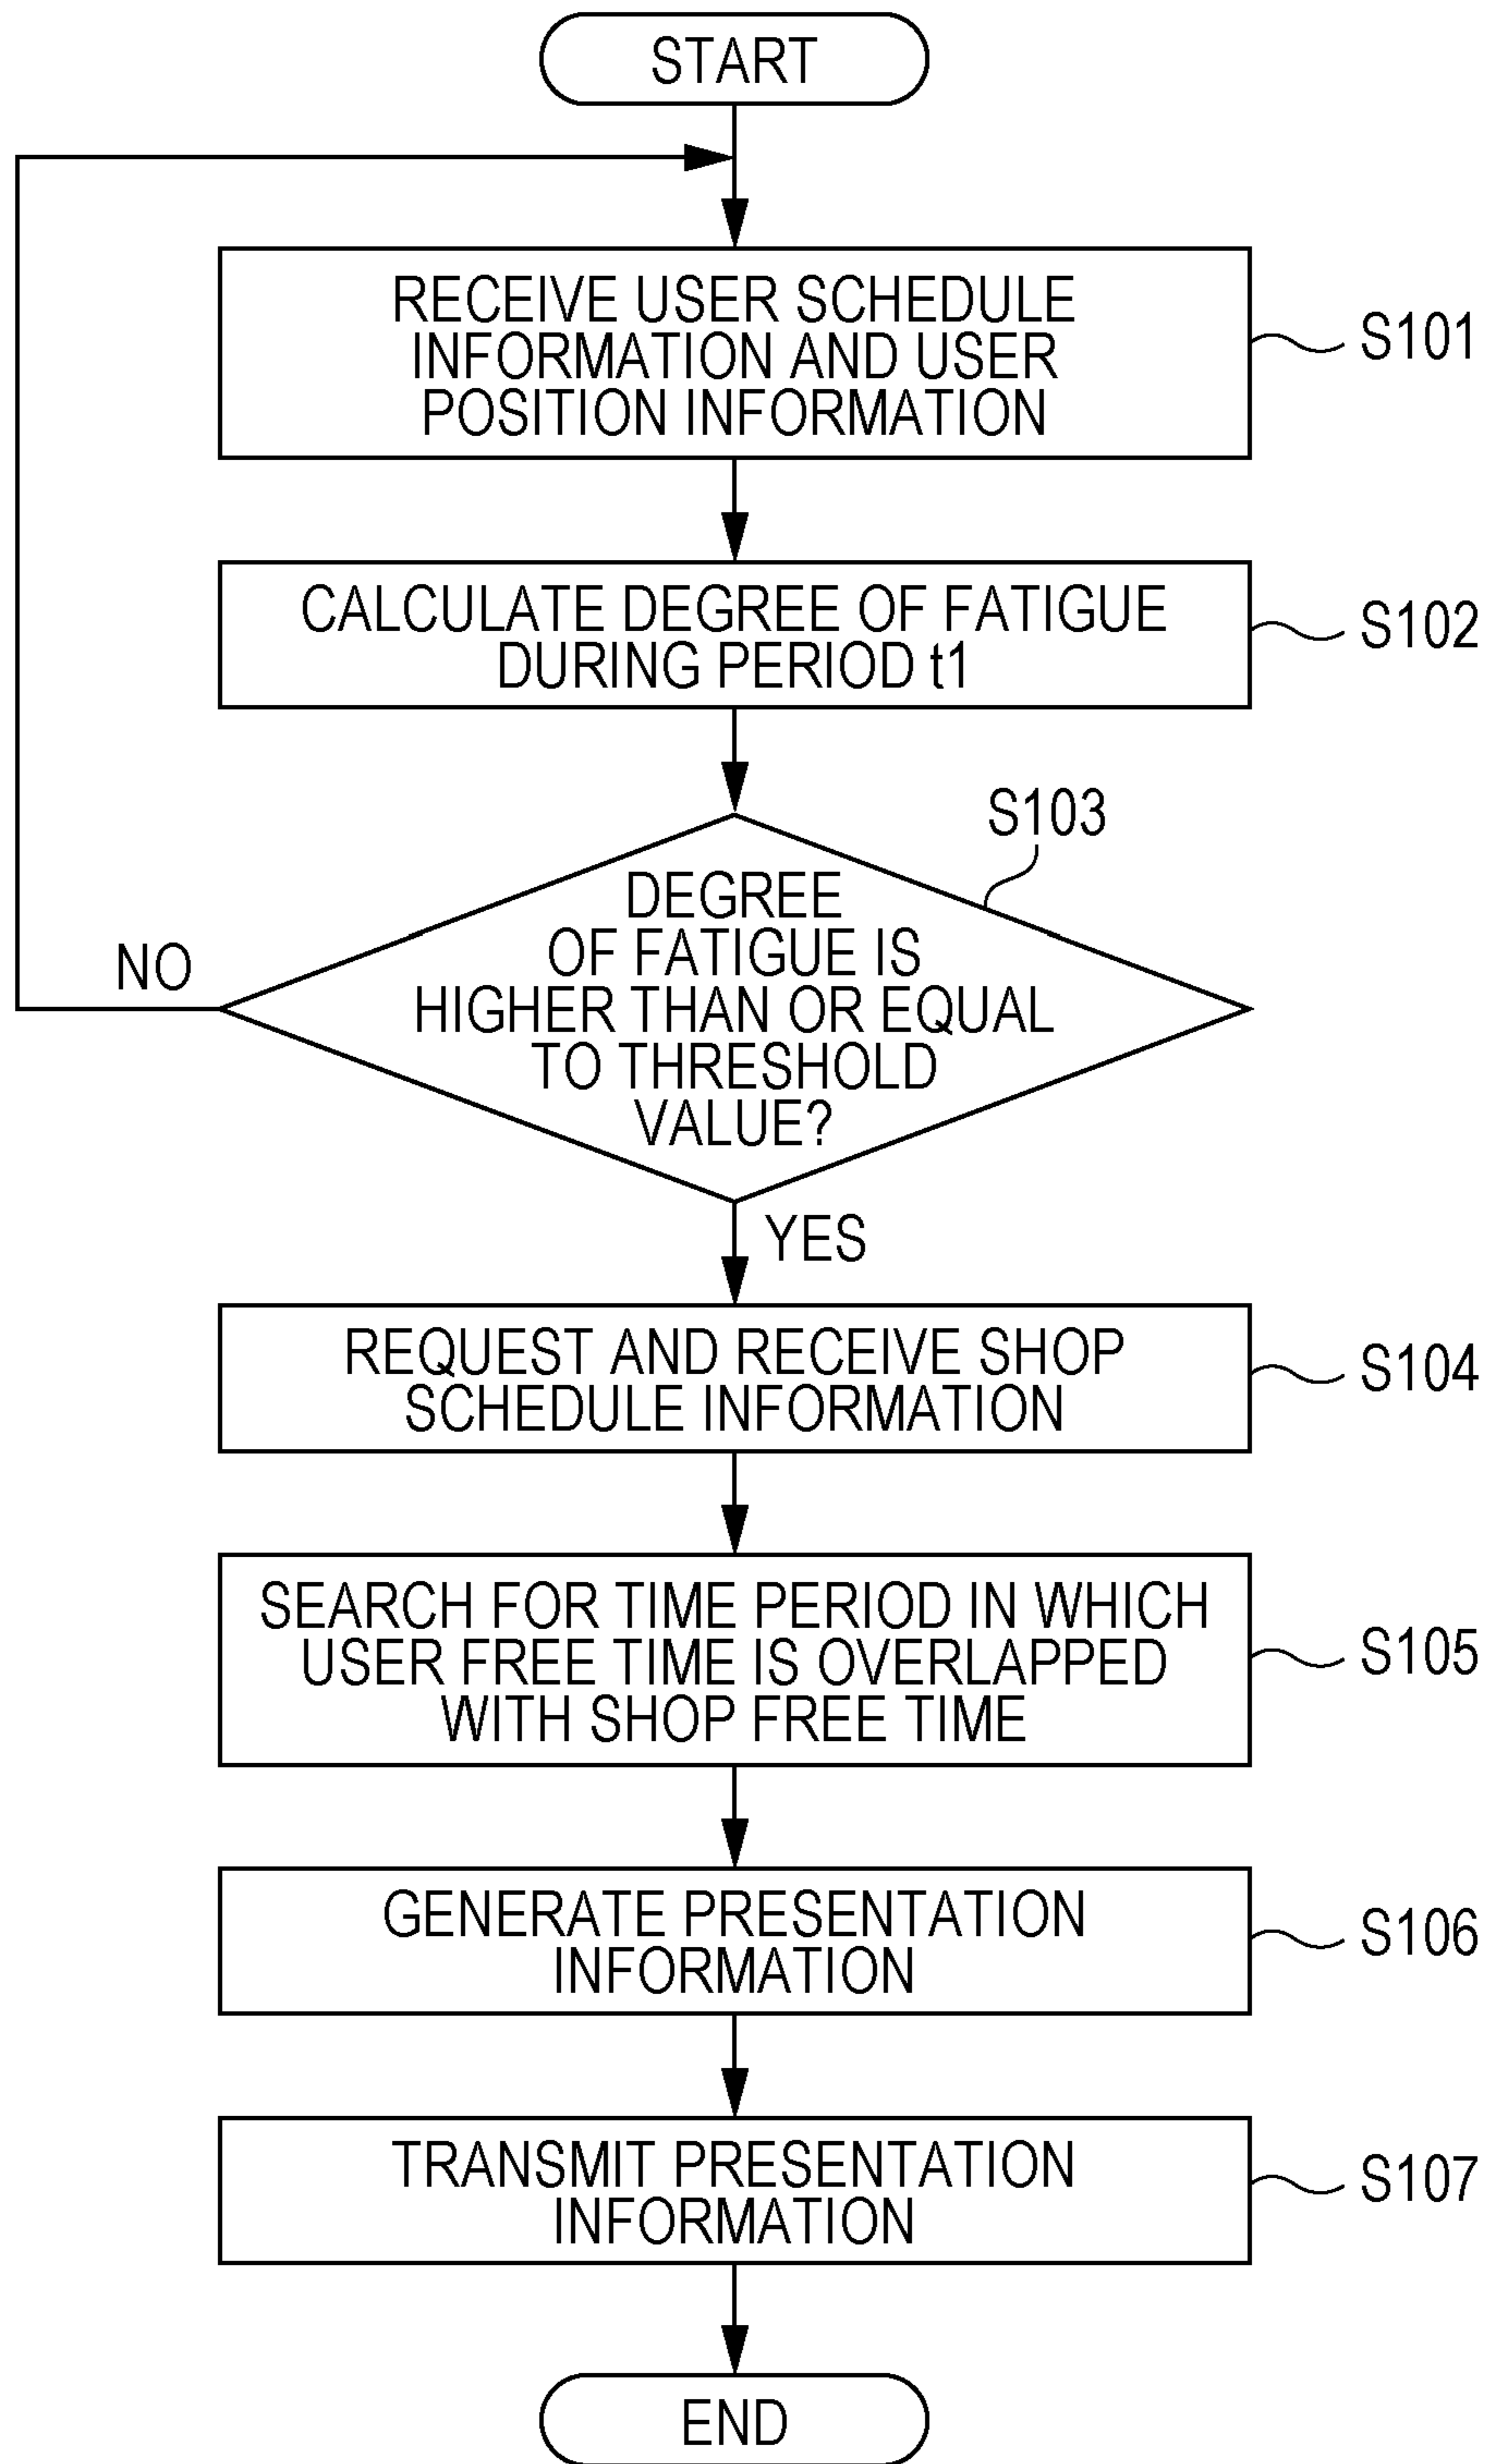 START
RECEIVE USER SCHEDULE
INFORMATION AND USER
POSITION INFORMATION
S101
CALCULATE DEGREE OF FATIGUE
DURING PERIOD t1
S102
S103
DEGREE
OF FATIGUE IS
HIGHER THAN OR EQUAL
TO THRESHOLD
VALUE?
NO
YES
REQUEST AND RECEIVE SHOP
SCHEDULE INFORMATION
S104
SEARCH FOR TIME PERIOD IN WHICH
USER FREE TIME IS OVERLAPPED
WITH SHOP FREE TIME
S105
GENERATE PRESENTATION
INFORMATION
S106
TRANSMIT PRESENTATION
INFORMATION
S107
END